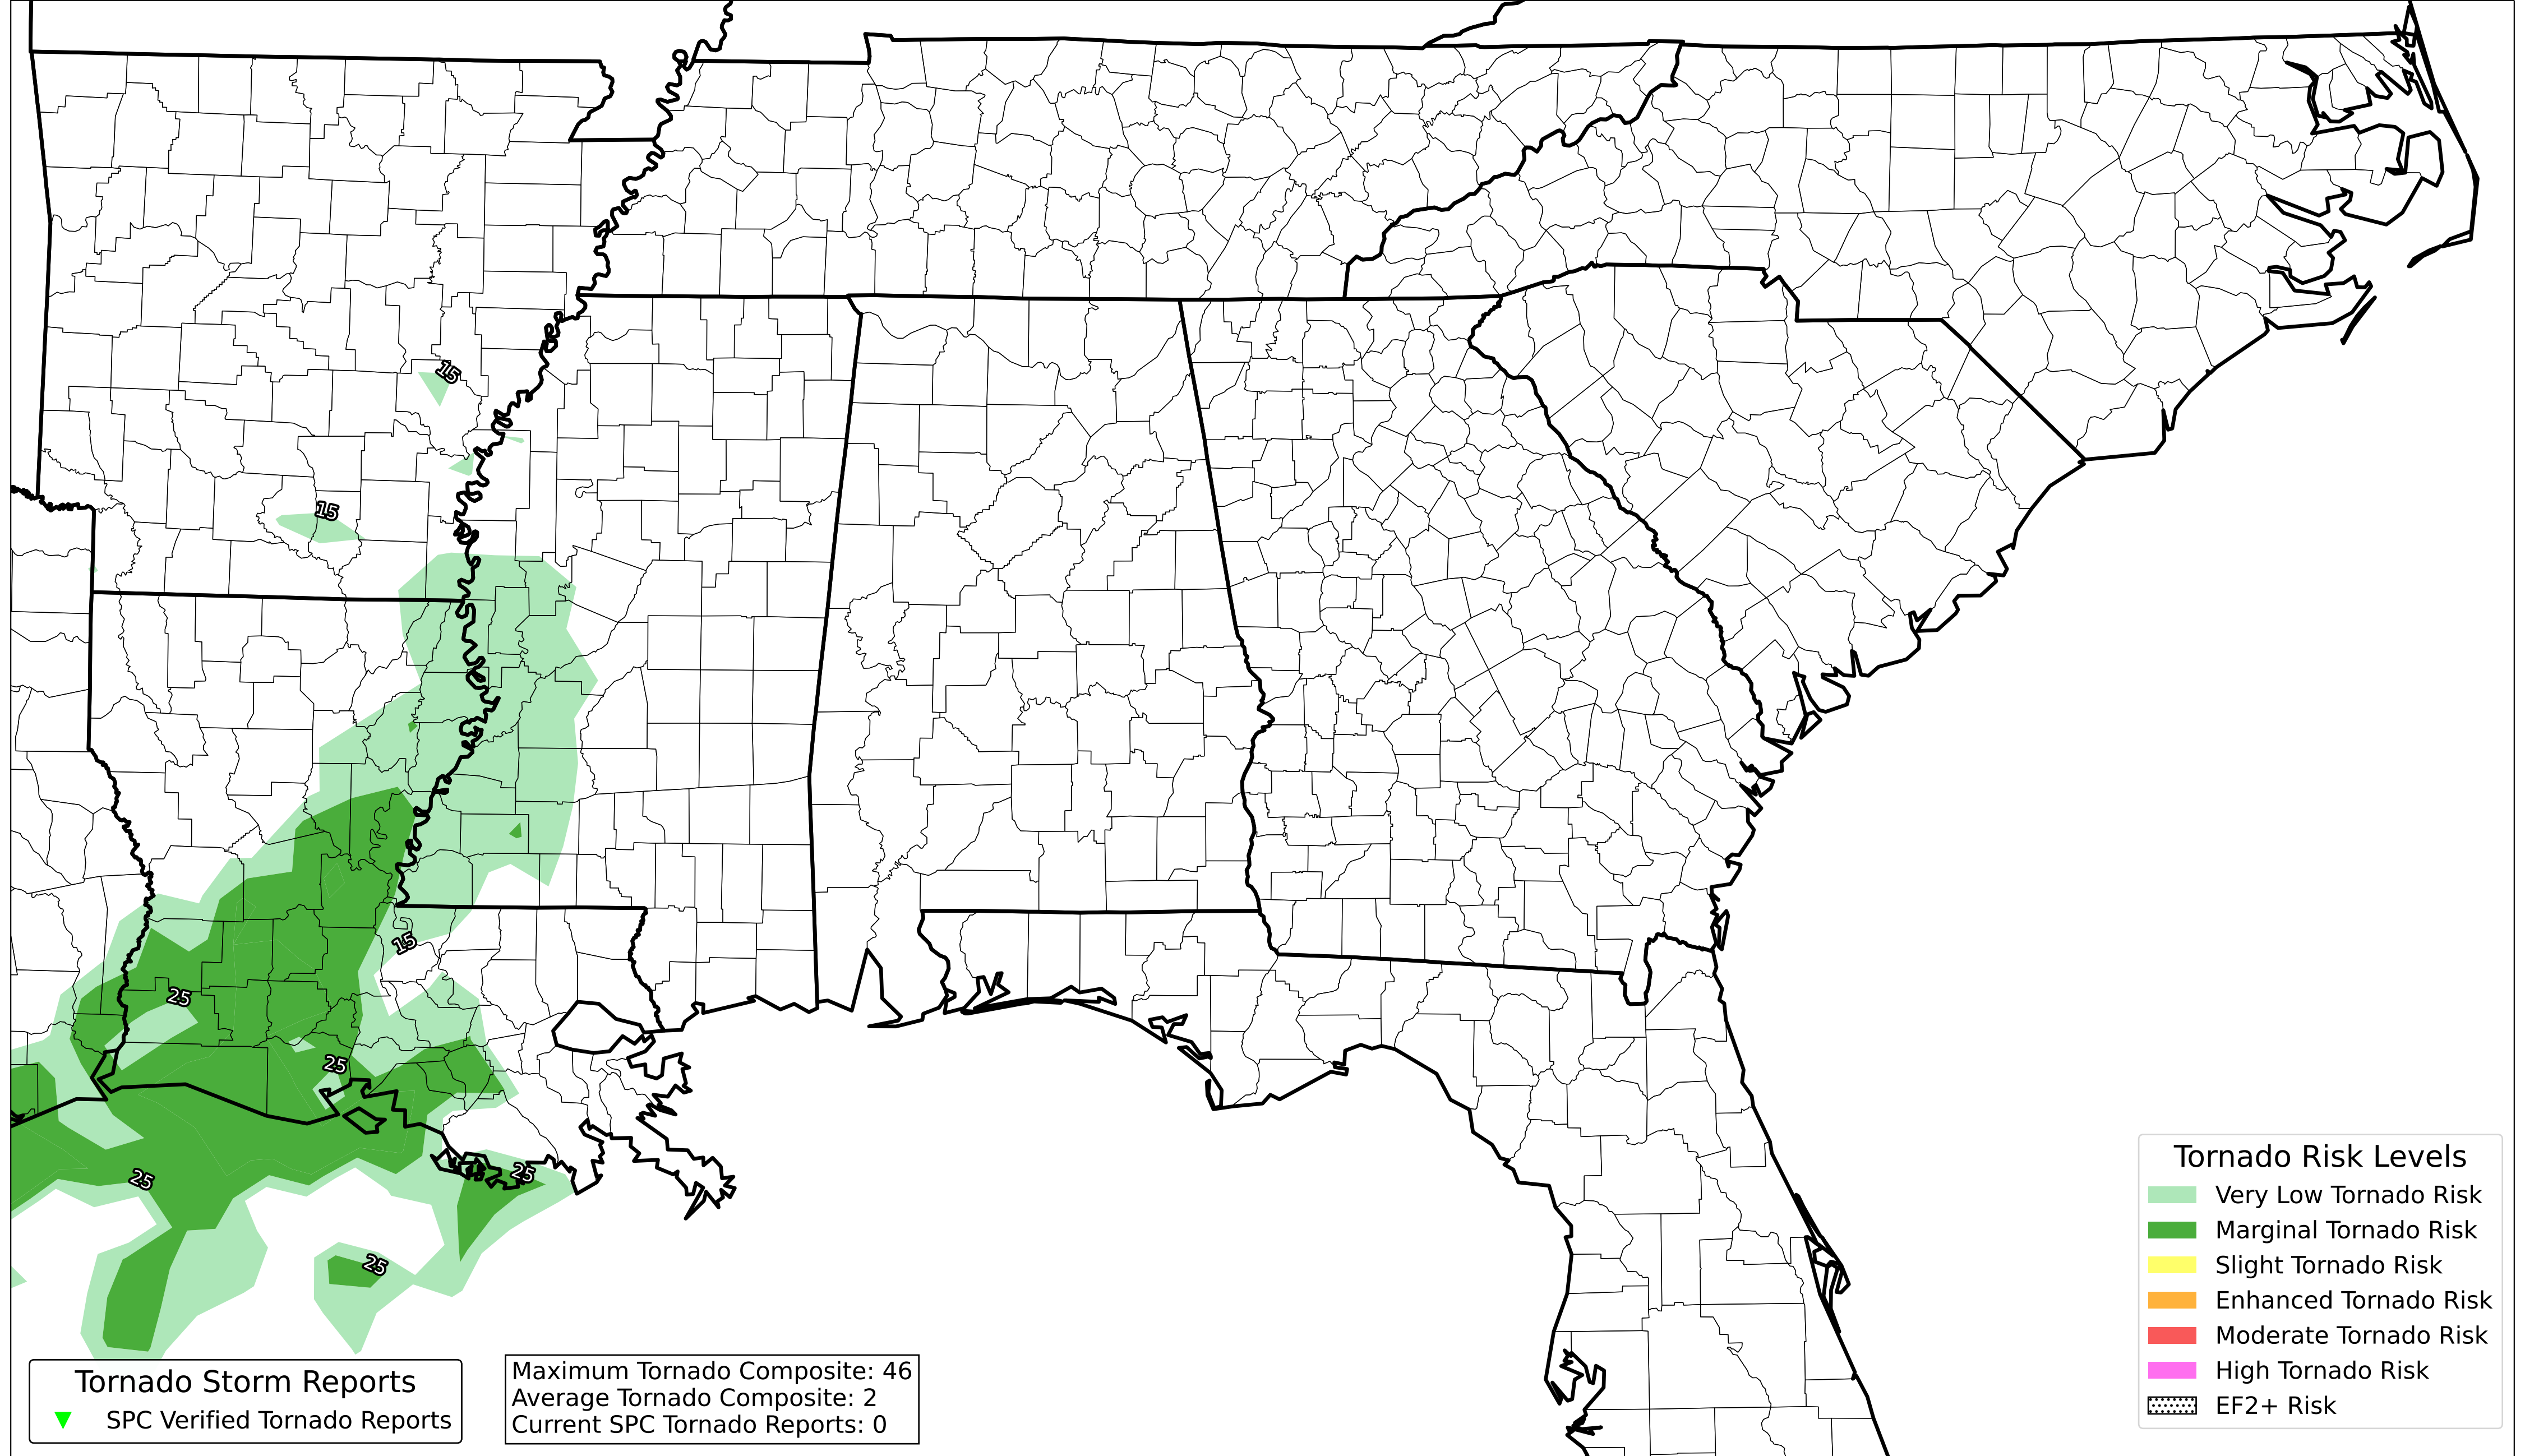 15
15
15
25
25
25
25
25
Tornado Risk Levels
Very Low Tornado Risk
Marginal Tornado Risk
Slight Tornado Risk
Enhanced Tornado Risk
Moderate Tornado Risk
High Tornado Risk
EF2+ Risk
Tornado Storm Reports
SPC Verified Tornado Reports
Maximum Tornado Composite: 46
Average Tornado Composite: 2
Current SPC Tornado Reports: 0